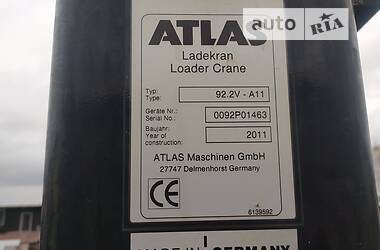 auto RIA
ATLAS
Ladekran
Loader Crane
Typ:
Type: 92.2V - A11
Geräte Nr.:
Serial No.: 0092P01463
Baujahr:
Year of
construction: 2011
ATLAS Maschinen GmbH
27747 Delmenhorst Germany
CE
6139592
MADE IN GERMANY